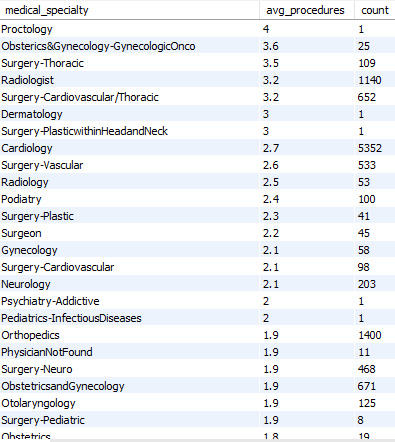 medical_specialty avg_procedures count
Proctology 4 1
Obsterics&Gynecology-GynecologicOnco 3.6 25
Surgery-Thoracic 3.5 109
Radiologist 3.2 1140
Surgery-Cardiovascular/Thoracic 3.2 652
Dermatology 3 1
Surgery-PlasticwithinHeadandNeck 3 1
Cardiology 2.7 5352
Surgery-Vascular 2.6 533
Radiology 2.5 53
Podiatry 2.4 100
Surgery-Plastic 2.3 41
Surgeon 2.2 45
Gynecology 2.1 58
Surgery-Cardiovascular 2.1 98
Neurology 2.1 203
Psychiatry-Addictive 2 1
Pediatrics-InfectiousDiseases 2 1
Orthopedics 1.9 1400
PhysicianNotFound 1.9 11
Surgery-Neuro 1.9 468
ObstetricsandGynecology 1.9 671
Otolaryngology 1.9 125
Surgery-Pediatric 1.9 8
Obstetrics 1.8 19